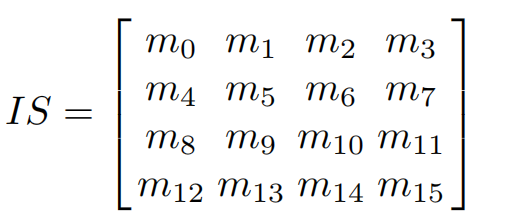 m₀ m₁ m₂ m₃
m₄ m₅ m₆ m₇
IS =
m₈ m₉ m₁₀ m₁₁
m₁₂ m₁₃ m₁₄ m₁₅